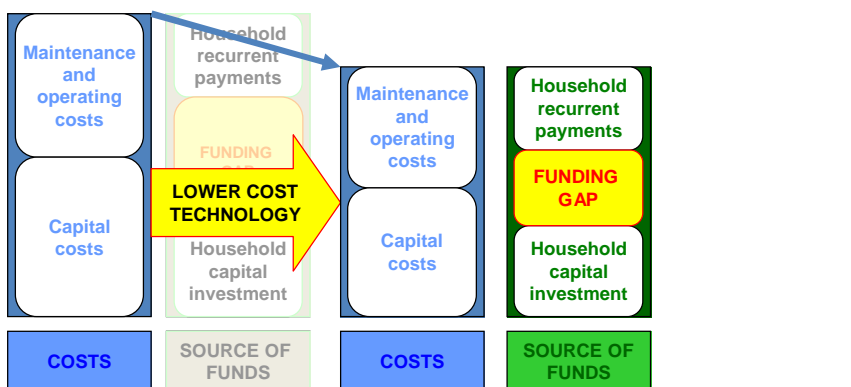 Maintenance
and
operating
costs
Capital
costs
COSTS
Household
recurrent
payments
FUNDING
GAP
Household
capital
investment
SOURCE OF
FUNDS
LOWER COST
TECHNOLOGY
Maintenance
and
operating
costs
Capital
costs
COSTS
Household
recurrent
payments
FUNDING
GAP
Household
capital
investment
SOURCE OF
FUNDS